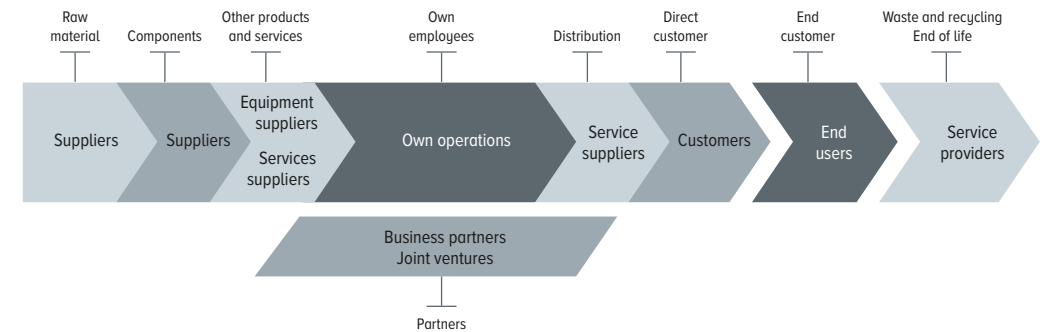 Raw
material
Components
Other products
and services
Own
employees
Distribution
Direct
customer
End
customer
Waste and recycling
End of life
Suppliers
Suppliers
Equipment
suppliers
Services
suppliers
Own operations
Service
suppliers
Customers
End
users
Service
providers
Business partners
Joint ventures
Partners